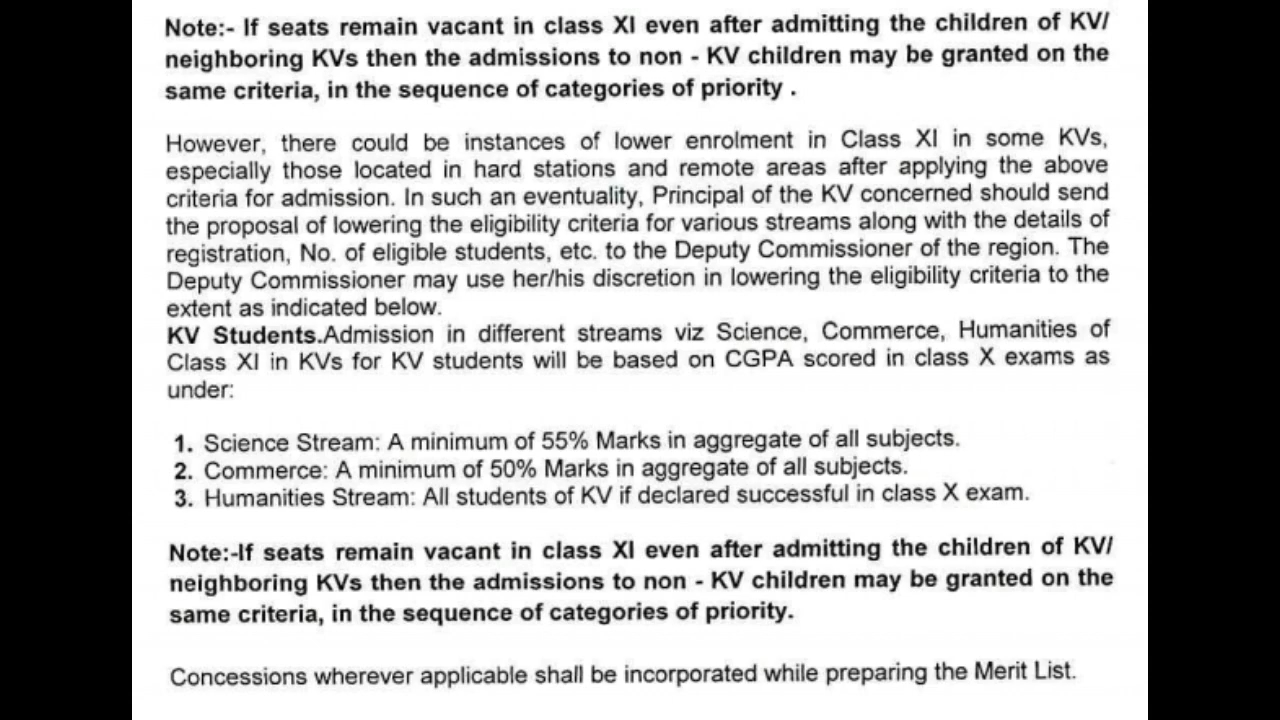 Note:- If seats remain vacant in class XI even after admitting the children of KV/
neighboring KVs then the admissions to non - KV children may be granted on the
same criteria, in the sequence of categories of priority .
However, there could be instances of lower enrolment in Class XI in some KVs,
especially those located in hard stations and remote areas after applying the above
criteria for admission. In such an eventuality, Principal of the KV concerned should send
the proposal of lowering the eligibility criteria for various streams along with the details of
registration, No. of eligible students, etc. to the Deputy Commissioner of the region. The
Deputy Commissioner may use her/his discretion in lowering the eligibility criteria to the
extent as indicated below.
KV Students.Admission in different streams viz Science, Commerce, Humanities of
Class XI in KVs for KV students will be based on CGPA scored in class X exams as
under:
1. Science Stream: A minimum of 55% Marks in aggregate of all subjects.
2. Commerce: A minimum of 50% Marks in aggregate of all subjects.
3. Humanities Stream: All students of KV if declared successful in class X exam.
Note:-If seats remain vacant in class XI even after admitting the children of KV/
neighboring KVs then the admissions to non - KV children may be granted on the
same criteria, in the sequence of categories of priority.
Concessions wherever applicable shall be incorporated while preparing the Merit List.